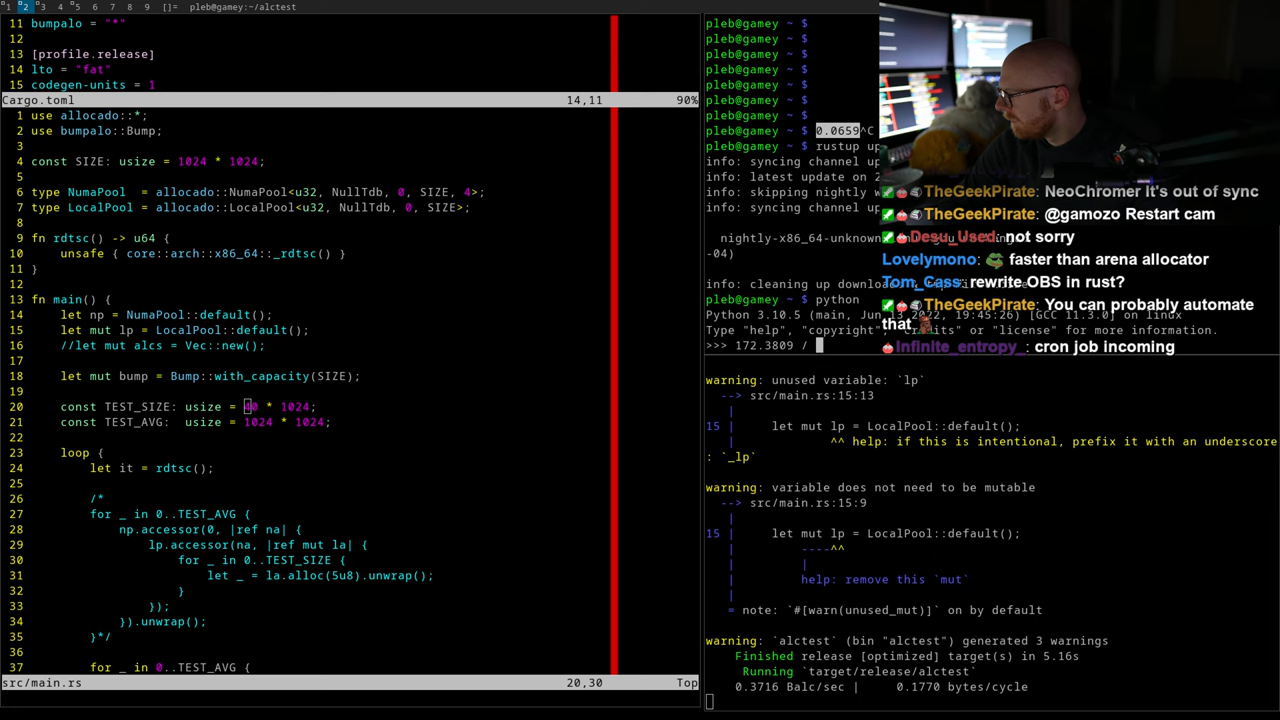 1 2 3 4 5 6 7 8 9 []= pleb@gamey:~/alctest
11 bumpalo = "*"
12
13 [profile.release]
14 lto = "fat"
15 codegen-units = 1
Cargo.toml 14,11 90%
1 use allocado::*;
2 use bumpalo::Bump;
3
4 const SIZE: usize = 1024 * 1024;
5
6 type NumaPool  = allocado::NumaPool<u32, NullTdb, 0, SIZE, 4>;
7 type LocalPool = allocado::LocalPool<u32, NullTdb, 0, SIZE>;
8
9 fn rdtsc() -> u64 {
10     unsafe { core::arch::x86_64::_rdtsc() }
11 }
12
13 fn main() {
14     let np = NumaPool::default();
15     let mut lp = LocalPool::default();
16     //let mut alcs = Vec::new();
17
18     let mut bump = Bump::with_capacity(SIZE);
19
20     const TEST_SIZE: usize = 40 * 1024;
21     const TEST_AVG:  usize = 1024 * 1024;
22
23     loop {
24         let it = rdtsc();
25
26         /*
27         for _ in 0..TEST_AVG {
28             np.accessor(0, |ref na| {
29                 lp.accessor(na, |ref mut la| {
30                     for _ in 0..TEST_SIZE {
31                         let _ = la.alloc(5u8).unwrap();
32                     }
33                 });
34             }).unwrap();
35         }*/
36
37         for _ in 0..TEST_AVG {
src/main.rs 20,30 Top
pleb@gamey ~ $
pleb@gamey ~ $
pleb@gamey ~ $
pleb@gamey ~ $
pleb@gamey ~ $
pleb@gamey ~ $
pleb@gamey ~ $
pleb@gamey ~ $ 0.0659^C
pleb@gamey ~ $ rustup up
info: syncing channel up
info: latest update on 2
info: skipping nightly w
info: syncing channel up
nightly-x86_64-unknown
-04)
info: cleaning up downloa
pleb@gamey ~ $ python
Python 3.10.5 (main, Jun 13 2022, 19:45:26) [GCC 11.3.0] on linux
Type "help", "copyright", "credits" or "license" for more information.
>>> 172.3809 /
TheGeekPirate: NeoChromer It's out of sync
TheGeekPirate: @gamozo Restart cam
Desu_Used: not sorry
Lovelymono: faster than arena allocator
Tom_Cass: rewrite OBS in rust?
TheGeekPirate: You can probably automate
that
Infinite_entropy_: cron job incoming
warning: unused variable: `lp`
--> src/main.rs:15:13
|
15 |     let mut lp = LocalPool::default();
|             ^^ help: if this is intentional, prefix it with an underscore
: `_lp`
warning: variable does not need to be mutable
--> src/main.rs:15:9
|
15 |     let mut lp = LocalPool::default();
|         ----^^
|         |
|         help: remove this `mut`
|
= note: `#[warn(unused_mut)]` on by default
warning: `alctest` (bin "alctest") generated 3 warnings
Finished release [optimized] target(s) in 5.16s
Running `target/release/alctest`
0.3716 Balc/sec |     0.1770 bytes/cycle